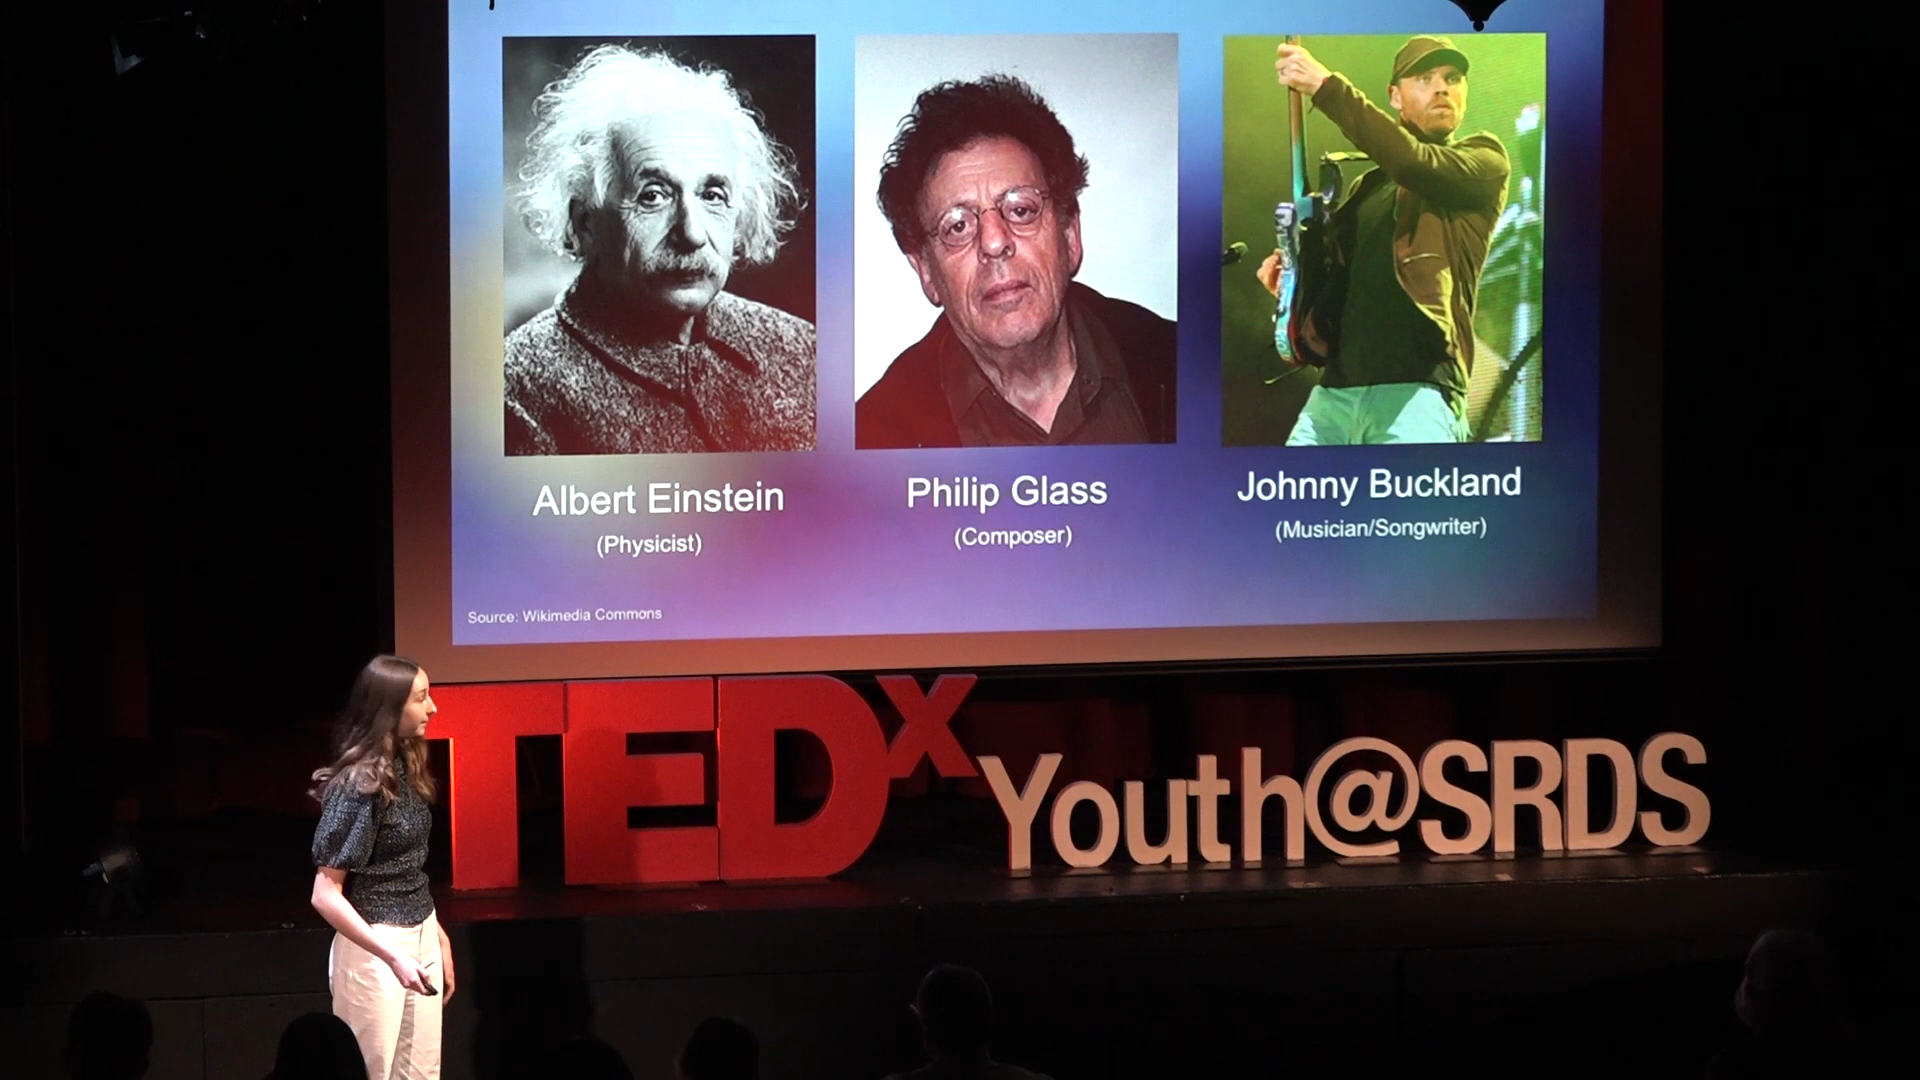 Albert Einstein
(Physicist)
Philip Glass
(Composer)
Johnny Buckland
(Musician/Songwriter)
Source: Wikimedia Commons
TEDx
Youth@SRDS